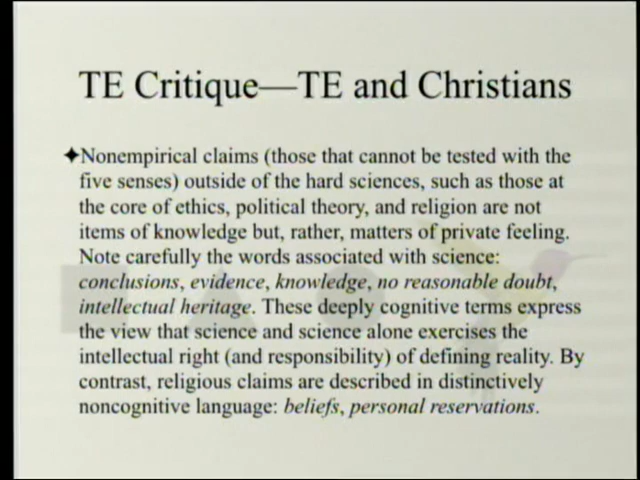 TE Critique—TE and Christians
✦Nonempirical claims (those that cannot be tested with the
five senses) outside of the hard sciences, such as those at
the core of ethics, political theory, and religion are not
items of knowledge but, rather, matters of private feeling.
Note carefully the words associated with science:
conclusions, evidence, knowledge, no reasonable doubt,
intellectual heritage. These deeply cognitive terms express
the view that science and science alone exercises the
intellectual right (and responsibility) of defining reality. By
contrast, religious claims are described in distinctively
noncognitive language: beliefs, personal reservations.